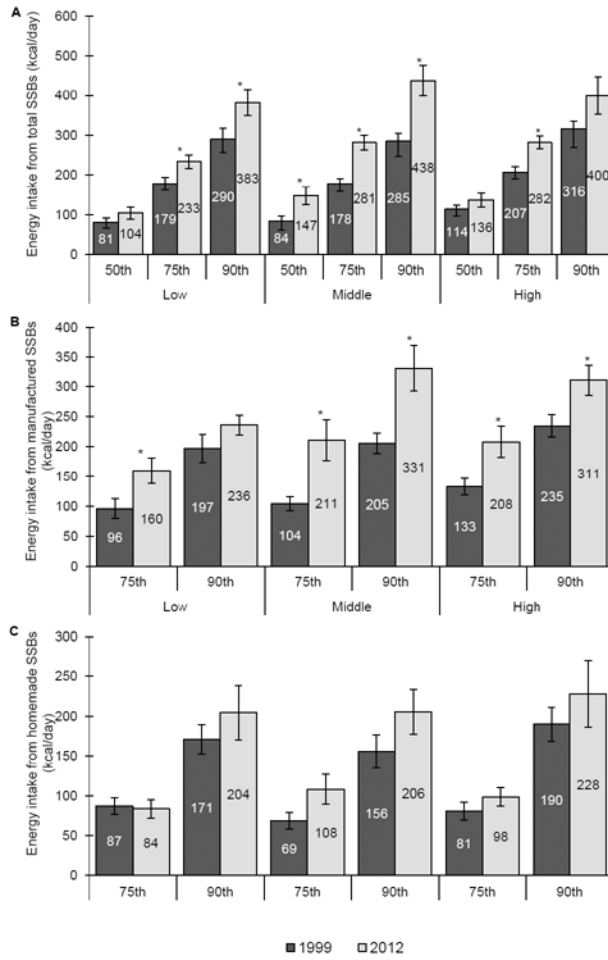 A
Energy intake from total SSBs (kcal/day)
600
500
400
300
200
100
0
* * * * * *
81 104 179 233 290 383 84 147 178 281 285 438 114 136 207 282 316 400
50th 75th 90th 50th 75th 90th 50th 75th 90th
Low Middle High
B
Energy intake from manufactured SSBs
(kcal/day)
400
350
300
250
200
150
100
50
0
* * * * *
96 160 197 236 104 211 205 331 133 208 235 311
75th 90th 75th 90th 75th 90th
Low Middle High
C
Energy intake from homemade SSBs
(kcal/day)
300
250
200
150
100
50
0
87 84 171 204 69 108 156 206 81 98 190 228
75th 90th 75th 90th 75th 90th
1999 2012